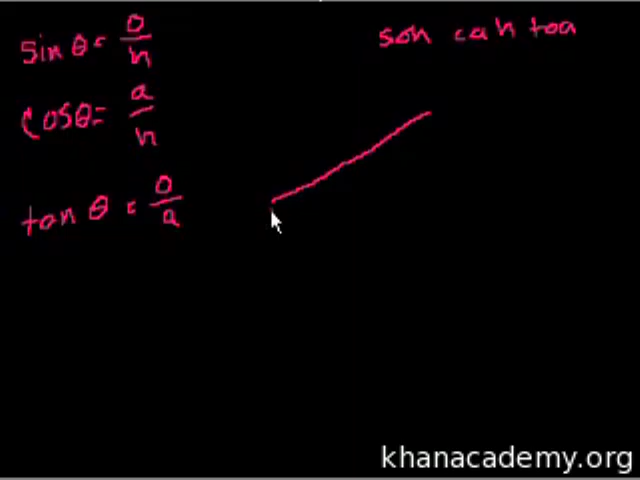 sin θ = o/h
soh cah toa
cos θ = a/h
tan θ = o/a
khanacademy.org